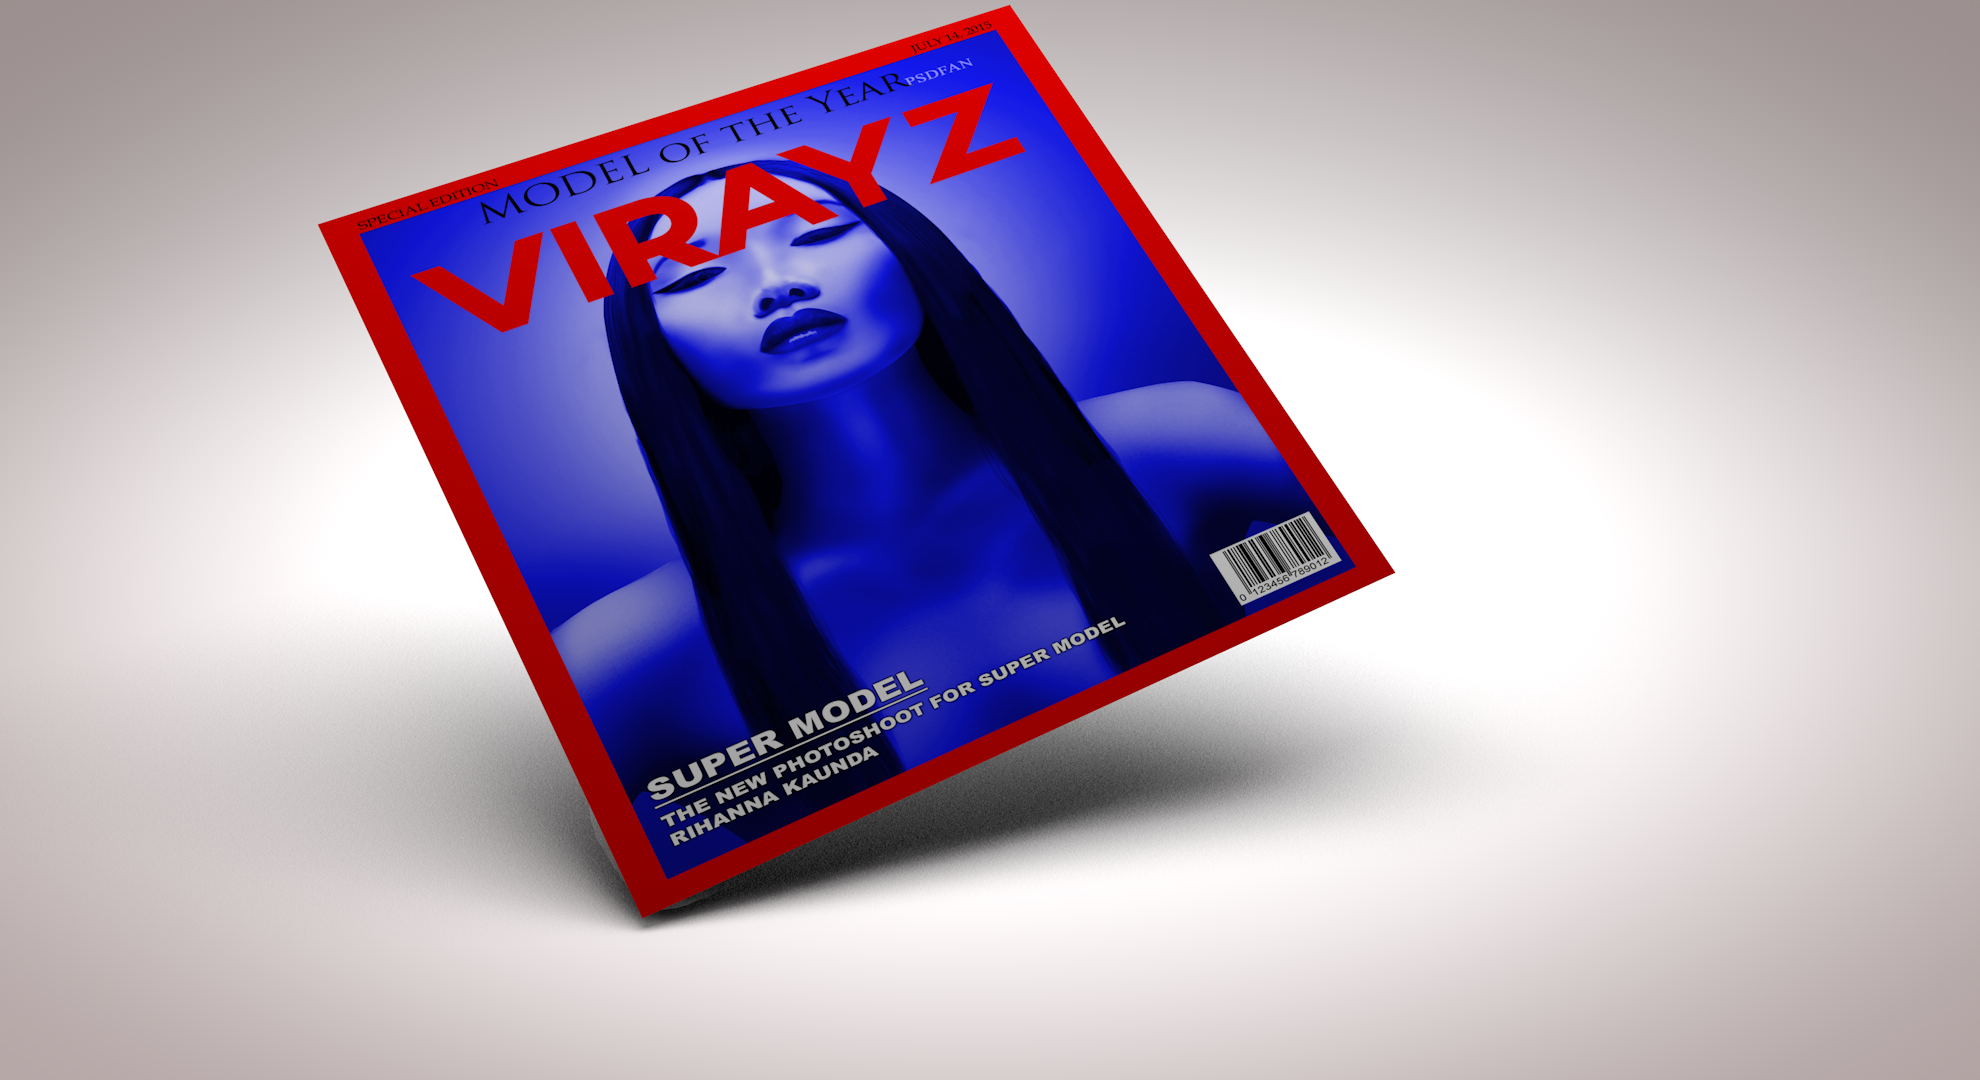 SPECIAL EDITION
JULY 14, 2015
MODEL OF THE YEAR
PSDFAN
VIRAYZ
SUPER MODEL
THE NEW PHOTOSHOOT FOR SUPER MODEL
RIHANNA KAUNDA
0 123456 789012